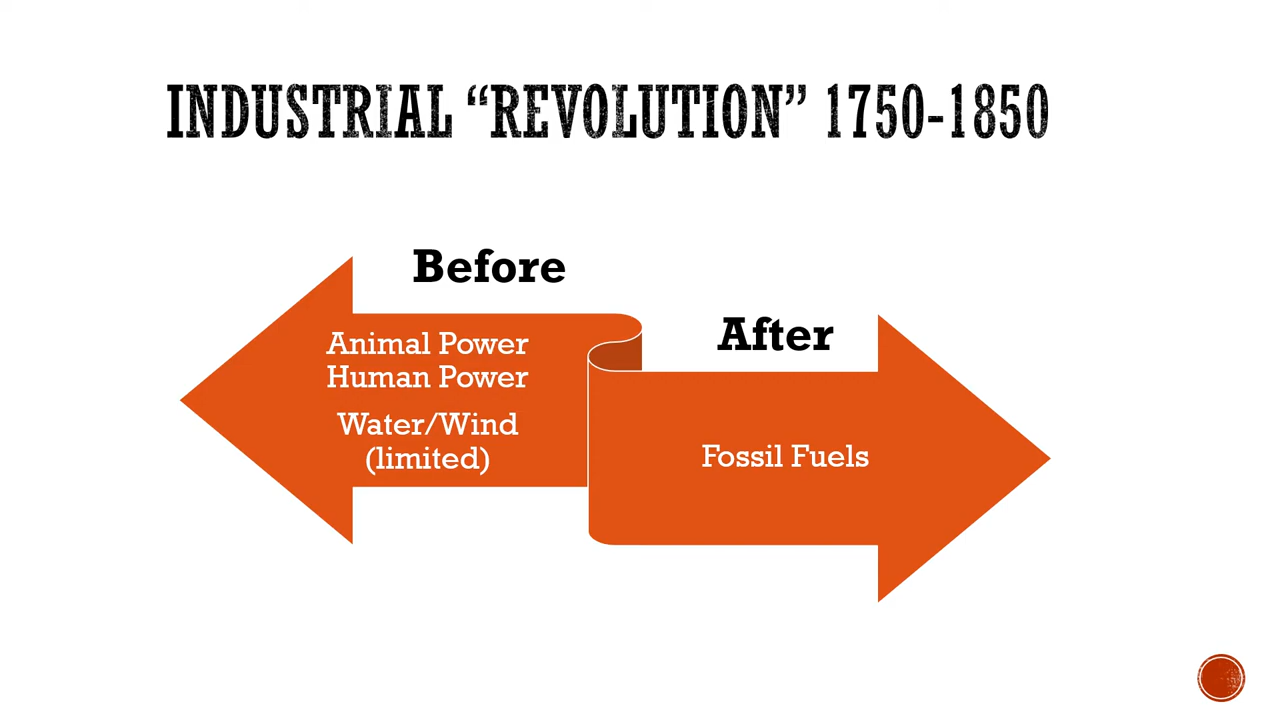 INDUSTRIAL “REVOLUTION” 1750-1850
Before
Animal Power
Human Power
Water/Wind
(limited)
After
Fossil Fuels